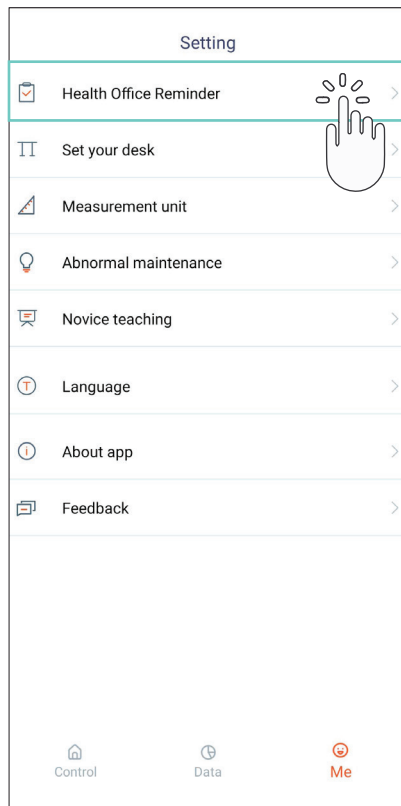 Setting
Health Office Reminder
Set your desk
Measurement unit
Abnormal maintenance
Novice teaching
Language
About app
Feedback
Control Data Me